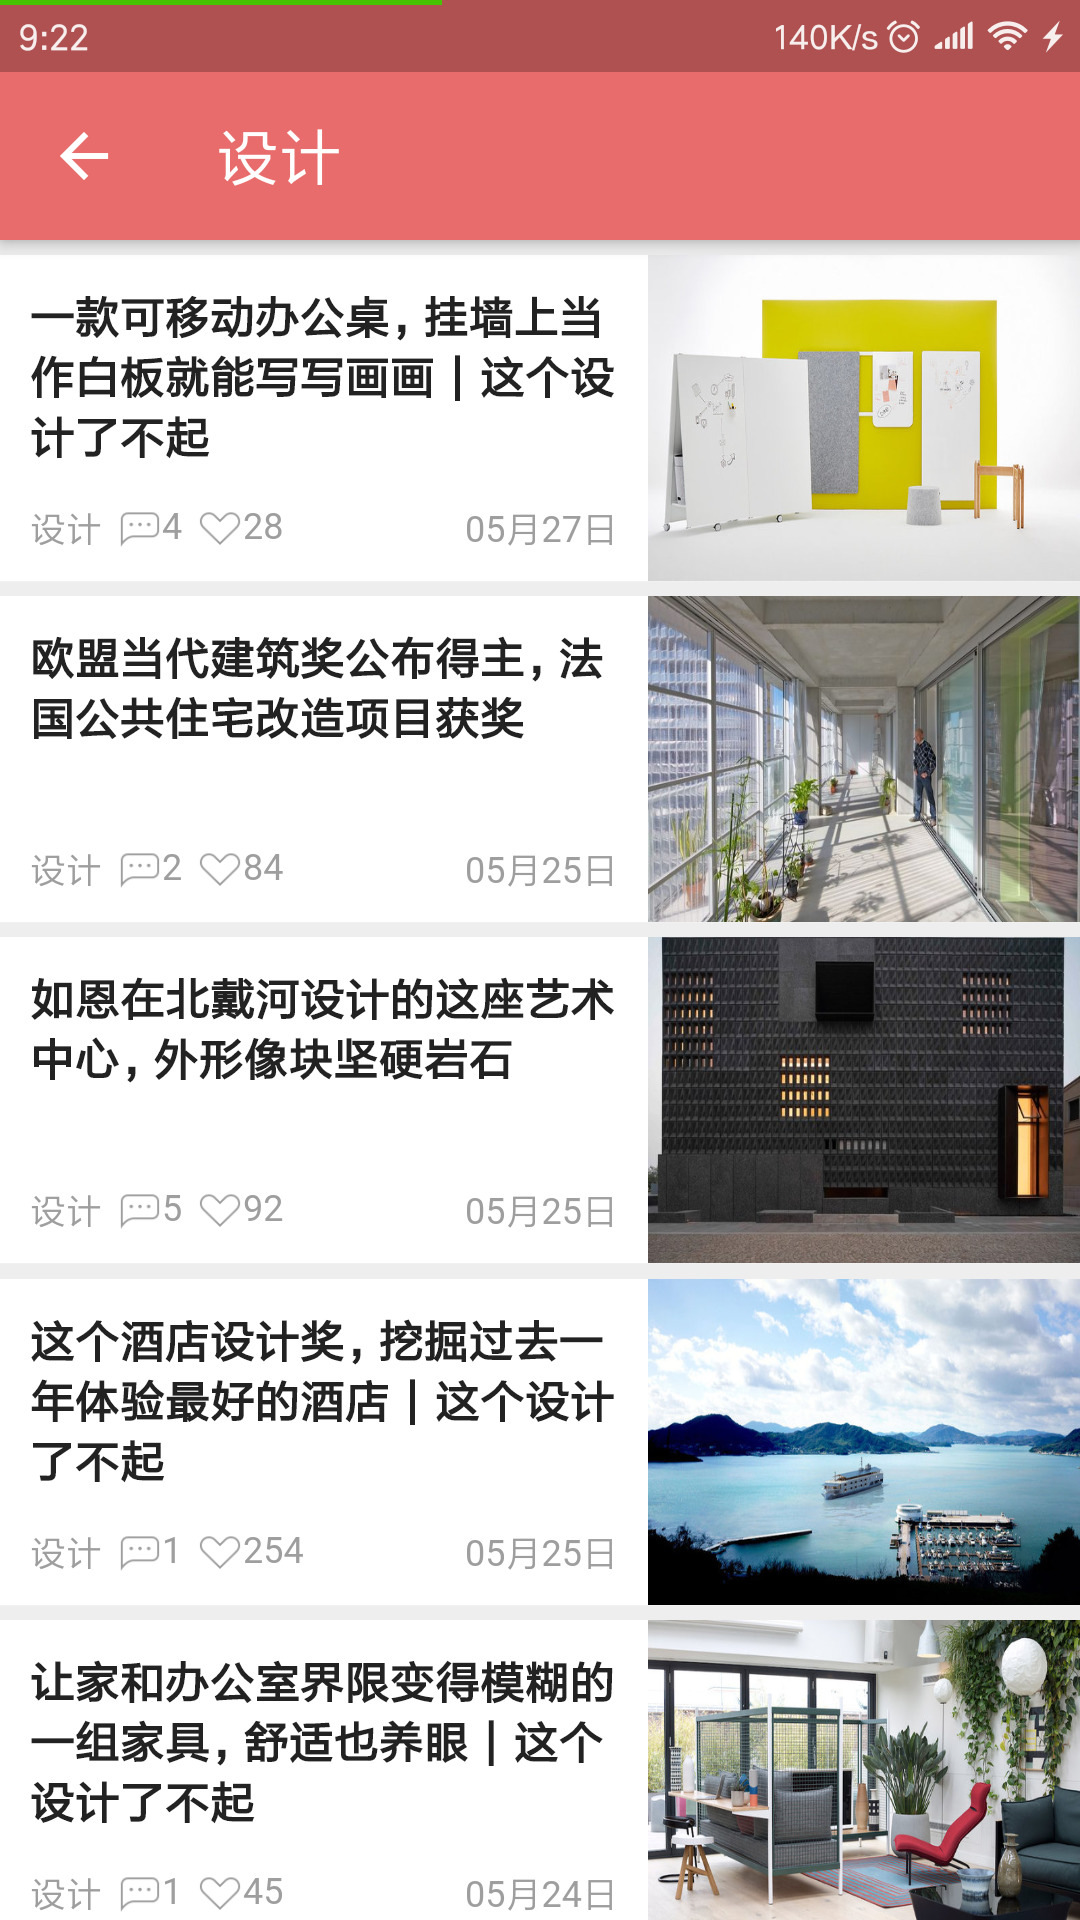 9:22 140K/s
设计
一款可移动办公桌，挂墙上当
作白板就能写写画画｜这个设
计了不起
设计 4 28 05月27日
欧盟当代建筑奖公布得主，法
国公共住宅改造项目获奖
设计 2 84 05月25日
如恩在北戴河设计的这座艺术
中心，外形像块坚硬岩石
设计 5 92 05月25日
这个酒店设计奖，挖掘过去一
年体验最好的酒店｜这个设计
了不起
设计 1 254 05月25日
让家和办公室界限变得模糊的
一组家具，舒适也养眼｜这个
设计了不起
设计 1 45 05月24日